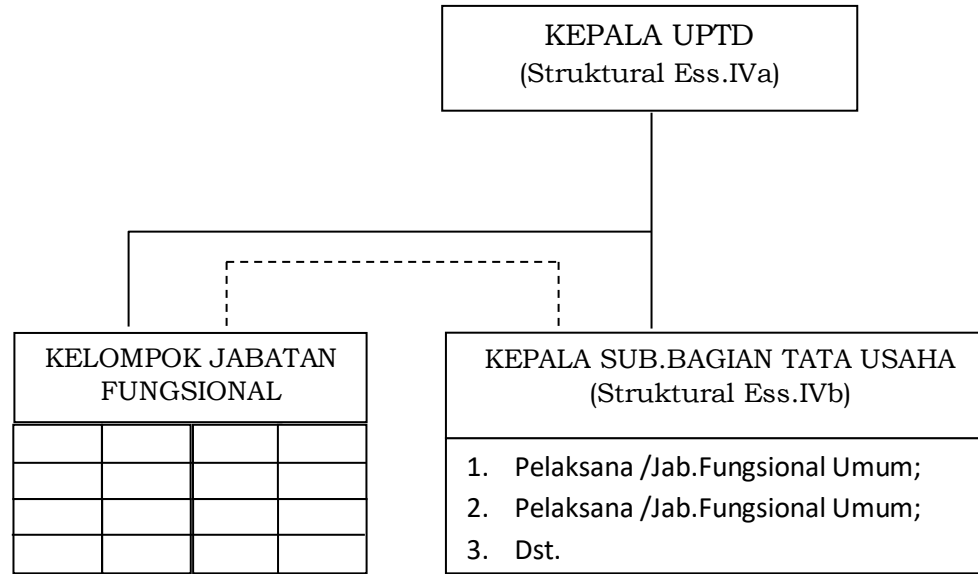 KEPALA UPTD
(Struktural Ess.IVa)
KELOMPOK JABATAN
FUNGSIONAL
KEPALA SUB.BAGIAN TATA USAHA
(Struktural Ess.IVb)
1. Pelaksana /Jab.Fungsional Umum;
2. Pelaksana /Jab.Fungsional Umum;
3. Dst.